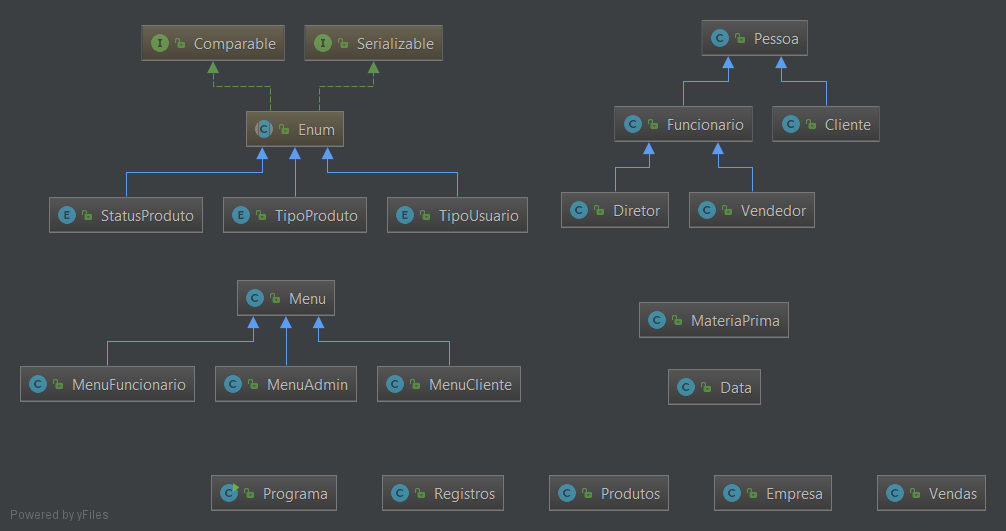 Comparable
Serializable
Pessoa
Enum
Funcionario
Cliente
StatusProduto
TipoProduto
TipoUsuario
Diretor
Vendedor
Menu
MateriaPrima
MenuFuncionario
MenuAdmin
MenuCliente
Data
Programa
Registros
Produtos
Empresa
Vendas
Powered by yFiles